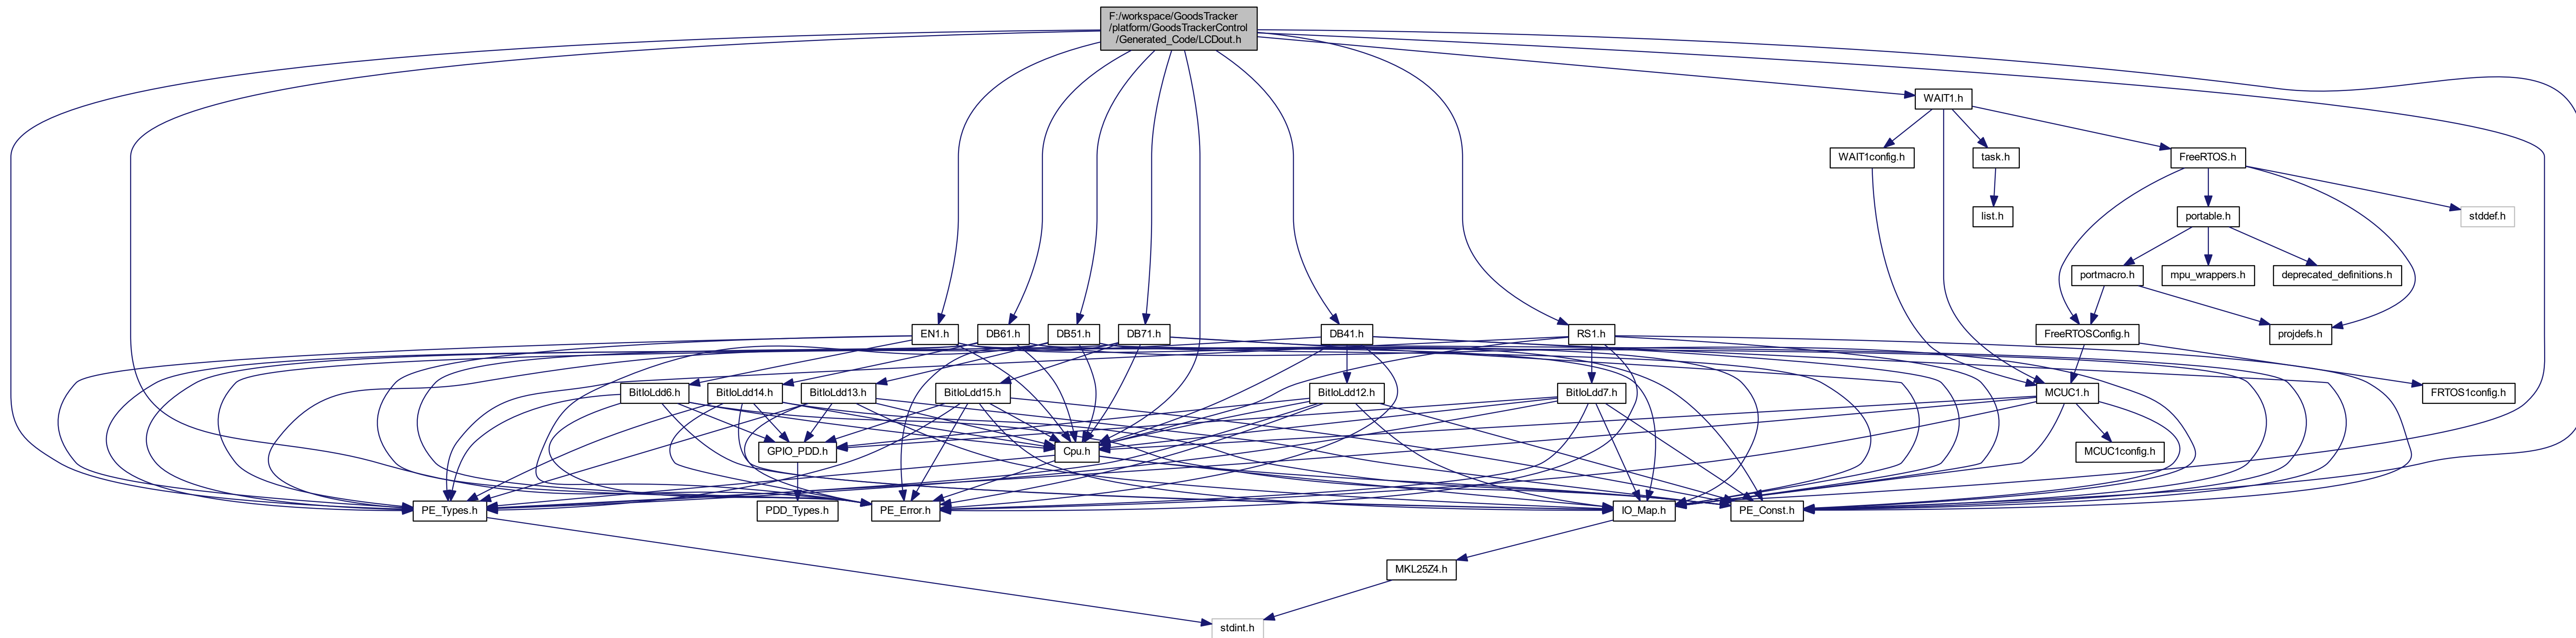 F:/workspace/GoodsTracker
/platform/GoodsTrackerControl
/Generated_Code/LCDout.h
WAIT1.h
WAIT1config.h
task.h
FreeRTOS.h
list.h
portable.h
stddef.h
portmacro.h
mpu_wrappers.h
deprecated_definitions.h
EN1.h
DB61.h
DB51.h
DB71.h
DB41.h
RS1.h
FreeRTOSConfig.h
projdefs.h
BitIoLdd6.h
BitIoLdd14.h
BitIoLdd13.h
BitIoLdd15.h
BitIoLdd12.h
BitIoLdd7.h
MCUC1.h
FRTOS1config.h
GPIO_PDD.h
Cpu.h
MCUC1config.h
PE_Types.h
PDD_Types.h
PE_Error.h
IO_Map.h
PE_Const.h
MKL25Z4.h
stdint.h